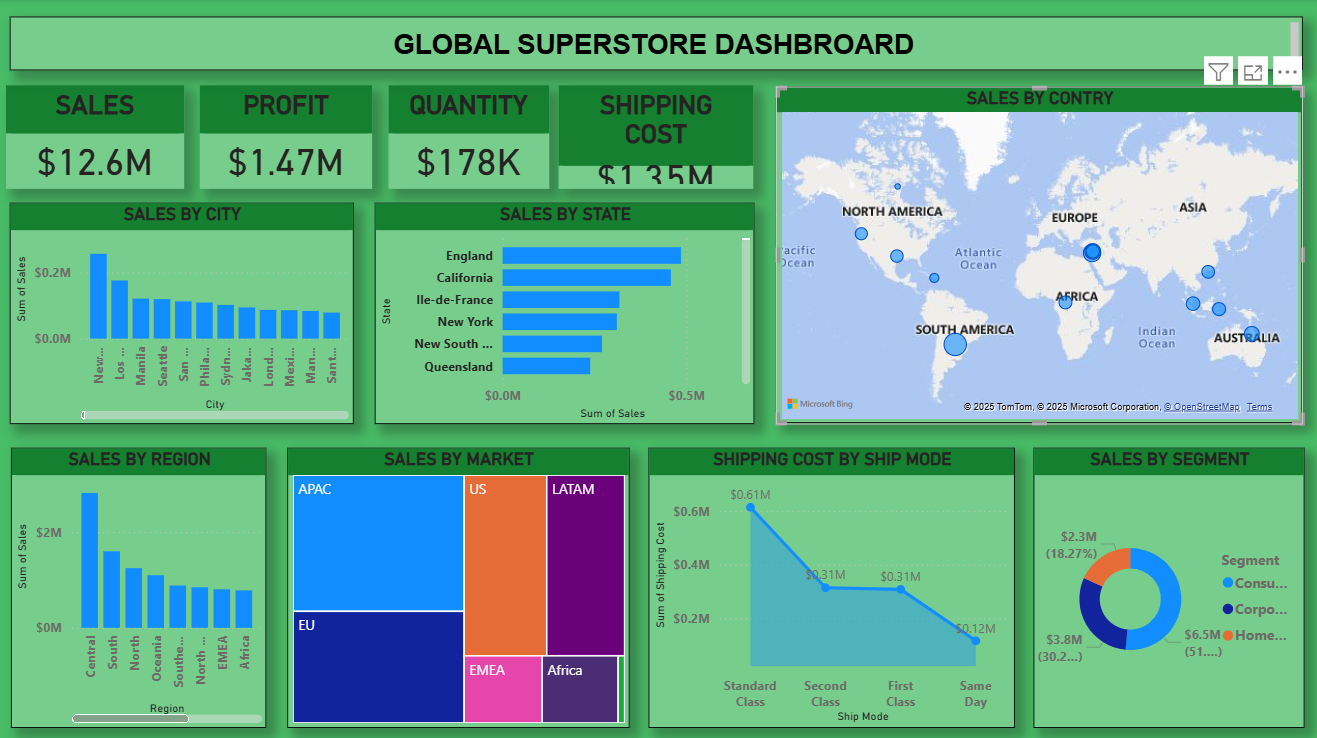 GLOBAL SUPERSTORE DASHBROARD
SALES
$12.6M
PROFIT
$1.47M
QUANTITY
$178K
SHIPPING
COST
$1.35M
SALES BY CONTRY
NORTH AMERICA
EUROPE
ASIA
acific
Ocean
Atlantic
Ocean
AFRICA
SOUTH AMERICA
Indian
Ocean
AUSTRALIA
Microsoft Bing
© 2025 TomTom, © 2025 Microsoft Corporation, © OpenStreetMap Terms
SALES BY CITY
Sum of Sales
$0.2M
$0.0M
New...
Los ...
Manila
Seattle
San ...
Phila...
Sydn...
Jaka...
Lond...
Mexi...
Man...
Sant...
City
SALES BY STATE
State
England
California
Ile-de-France
New York
New South ...
Queensland
$0.0M
$0.5M
Sum of Sales
SALES BY REGION
Sum of Sales
$2M
$0M
Central
South
North
Oceania
Southe...
North ...
EMEA
Africa
Region
SALES BY MARKET
APAC
US
LATAM
EU
EMEA
Africa
SHIPPING COST BY SHIP MODE
Sum of Shipping Cost
$0.6M
$0.4M
$0.2M
$0.61M
$0.31M
$0.31M
$0.12M
Standard
Class
Second
Class
First
Class
Same
Day
Ship Mode
SALES BY SEGMENT
$2.3M
(18.27%)
$3.8M
(30.2...)
$6.5M
(51....)
Segment
Consu...
Corpo...
Home...